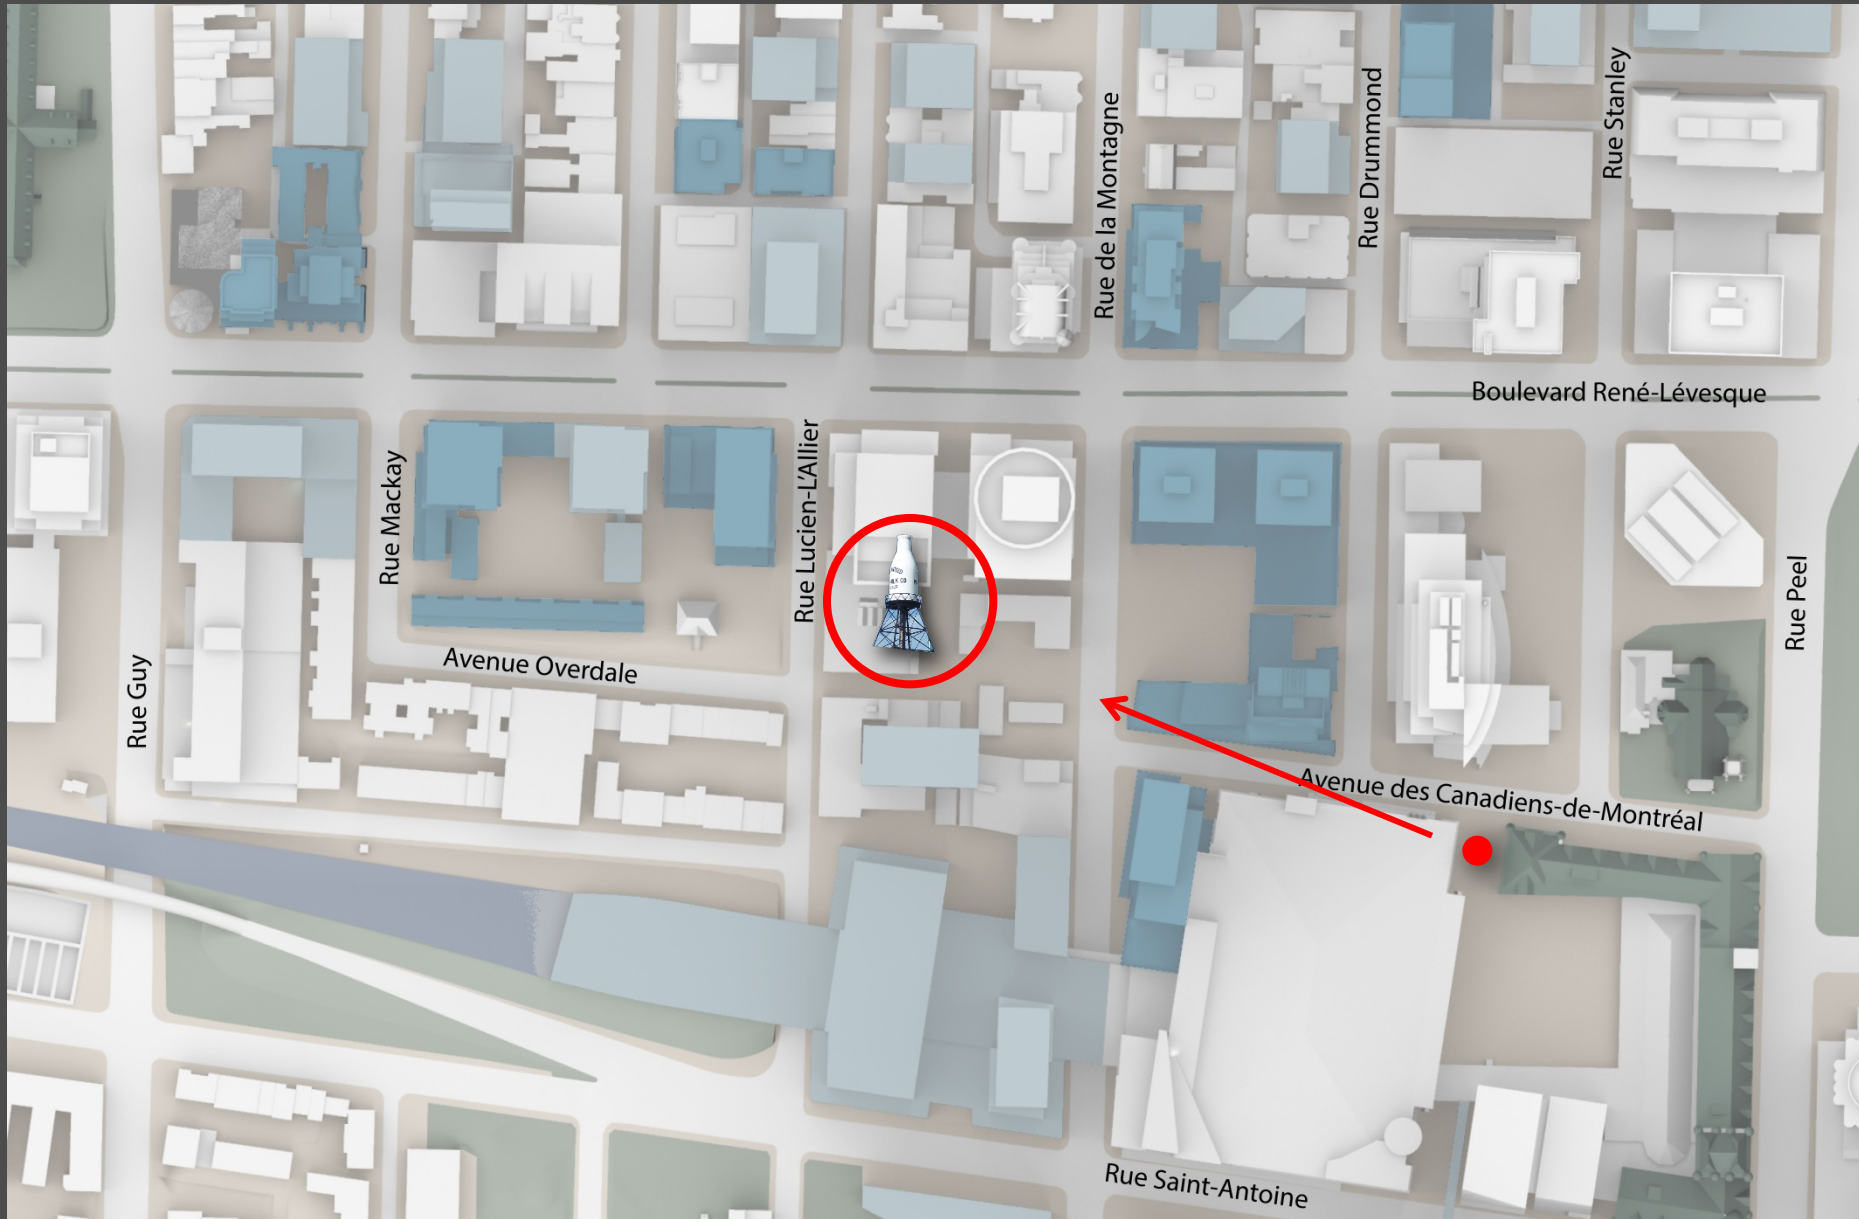 Rue Stanley
Rue Drummond
Rue de la Montagne
Boulevard René-Lévesque
Rue Lucien-L'Allier
Rue Mackay
Rue Peel
Avenue Overdale
Rue Guy
Avenue des Canadiens-de-Montréal
Rue Saint-Antoine